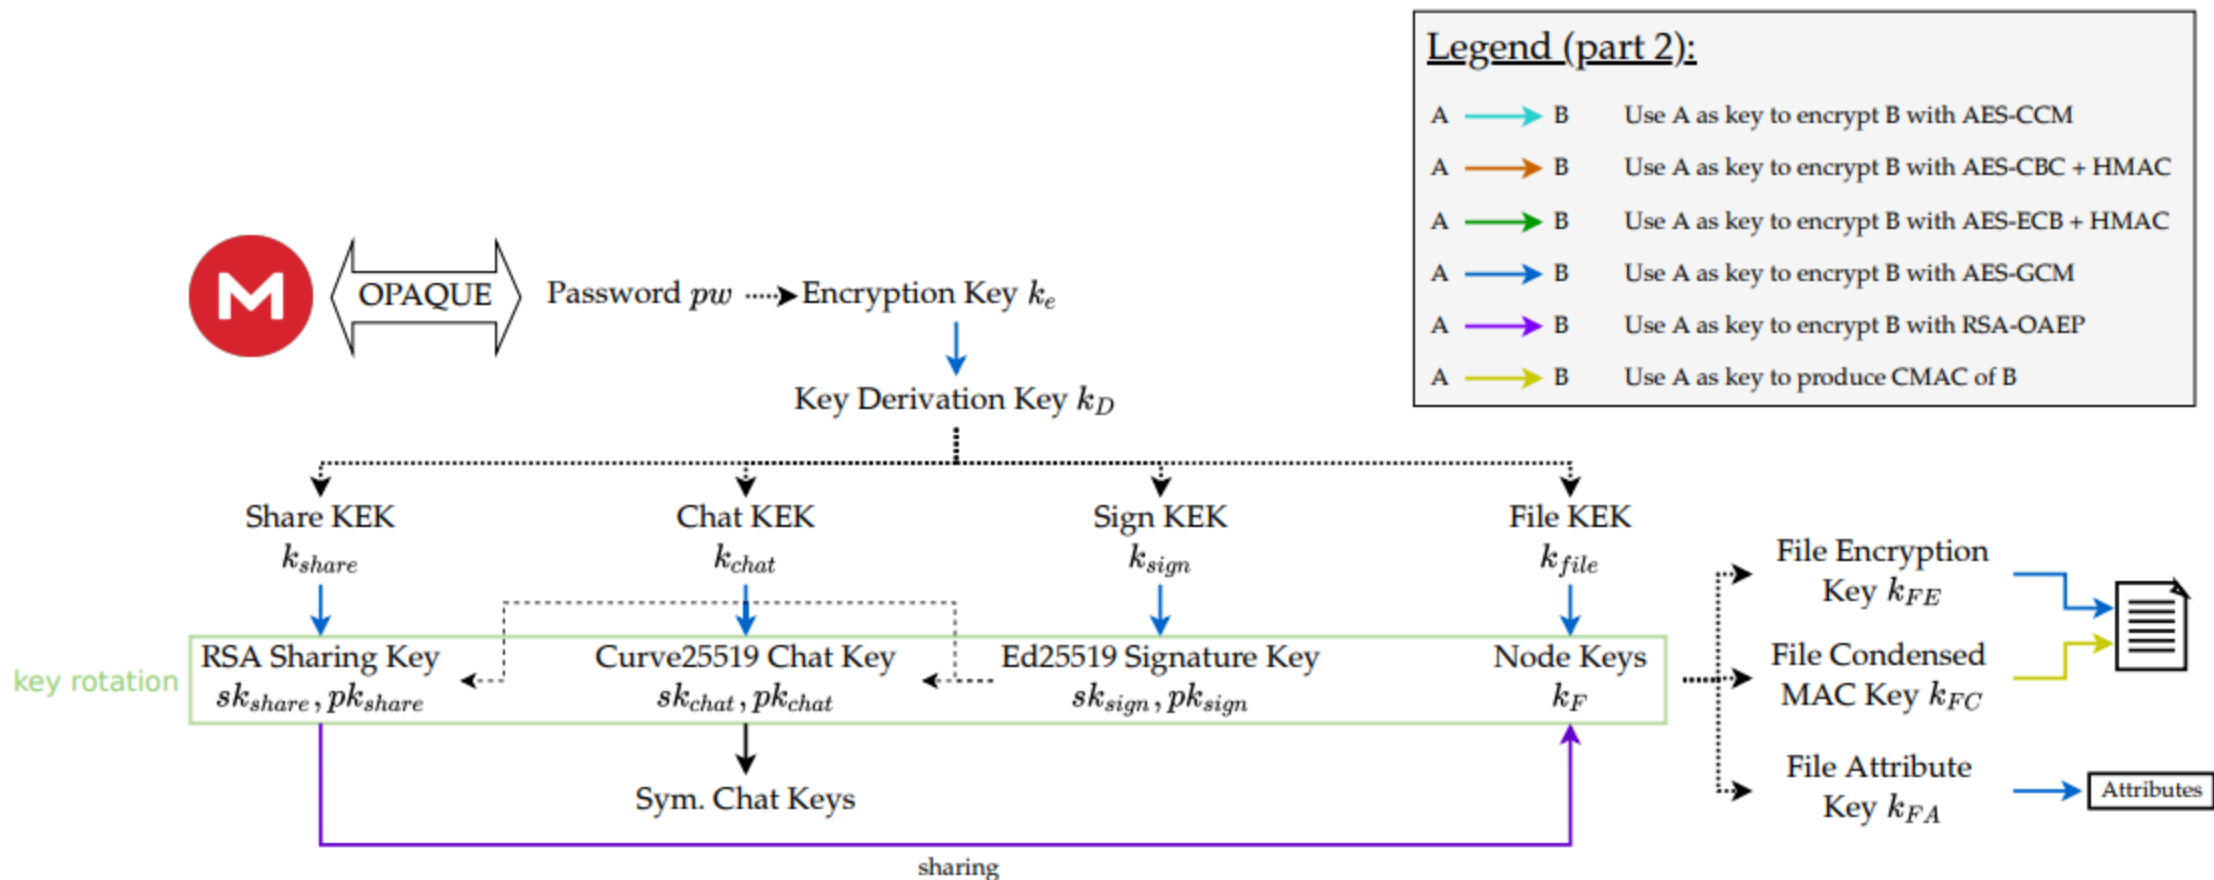 Legend (part 2):
A B Use A as key to encrypt B with AES-CCM
A B Use A as key to encrypt B with AES-CBC + HMAC
A B Use A as key to encrypt B with AES-ECB + HMAC
A B Use A as key to encrypt B with AES-GCM
A B Use A as key to encrypt B with RSA-OAEP
A B Use A as key to produce CMAC of B
M
OPAQUE
Password pw
Encryption Key k_e
Key Derivation Key k_D
Share KEK
k_share
Chat KEK
k_chat
Sign KEK
k_sign
File KEK
k_file
key rotation
RSA Sharing Key
sk_share, pk_share
Curve25519 Chat Key
sk_chat, pk_chat
Ed25519 Signature Key
sk_sign, pk_sign
Node Keys
k_F
File Encryption
Key k_FE
File Condensed
MAC Key k_FC
File Attribute
Key k_FA
Attributes
Sym. Chat Keys
sharing